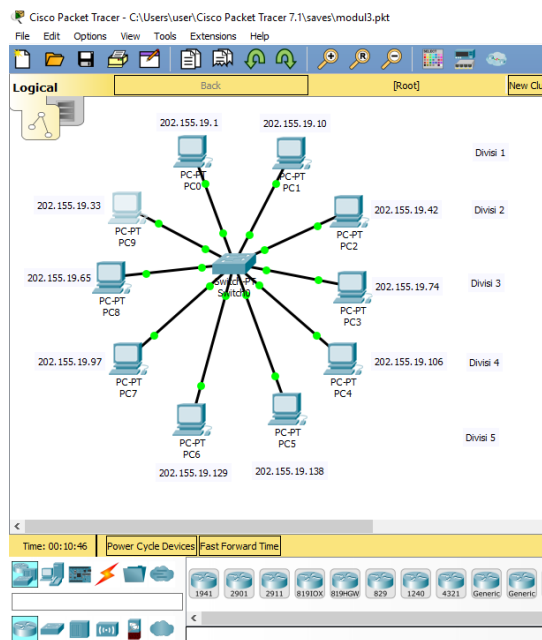 Cisco Packet Tracer - C:\Users\user\Cisco Packet Tracer 7.1\saves\modul3.pkt
File Edit Options View Tools Extensions Help
Logical Back [Root] New Clu
202.155.19.1 202.155.19.10
Divisi 1
PC-PT
PC0
PC-PT
PC1
202.155.19.33 202.155.19.42 Divisi 2
PC-PT
PC9
PC-PT
PC2
202.155.19.65 Switch-PT 202.155.19.74 Divisi 3
Switch0
PC-PT
PC8
PC-PT
PC3
202.155.19.97 202.155.19.106 Divisi 4
PC-PT
PC7
PC-PT
PC4
PC-PT
PC6
PC-PT
PC5
Divisi 5
202.155.19.129 202.155.19.138
Time: 00:10:46 Power Cycle Devices Fast Forward Time
1941 2901 2911 819IOX 819HGW 829 1240 4321 Generic Generic